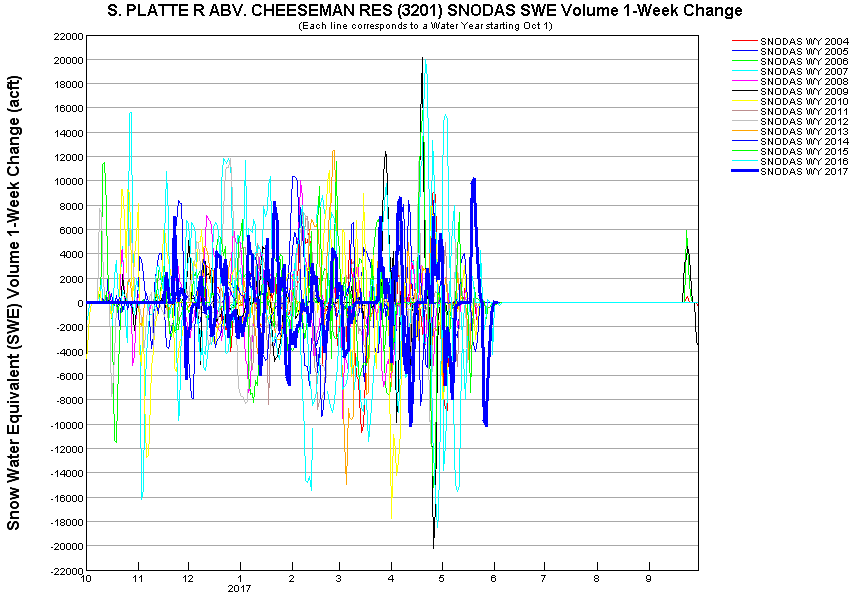 S. PLATTE R ABV. CHEESEMAN RES (3201) SNODAS SWE Volume 1-Week Change
(Each line corresponds to a Water Year starting Oct 1)
Snow Water Equivalent (SWE) Volume 1-Week Change (acft)
22000
20000
18000
16000
14000
12000
10000
8000
6000
4000
2000
0
-2000
-4000
-6000
-8000
-10000
-12000
-14000
-16000
-18000
-20000
-22000
10 11 12 1 2 3 4 5 6 7 8 9
2017
SNODAS WY 2004
SNODAS WY 2005
SNODAS WY 2006
SNODAS WY 2007
SNODAS WY 2008
SNODAS WY 2009
SNODAS WY 2010
SNODAS WY 2011
SNODAS WY 2012
SNODAS WY 2013
SNODAS WY 2014
SNODAS WY 2015
SNODAS WY 2016
SNODAS WY 2017